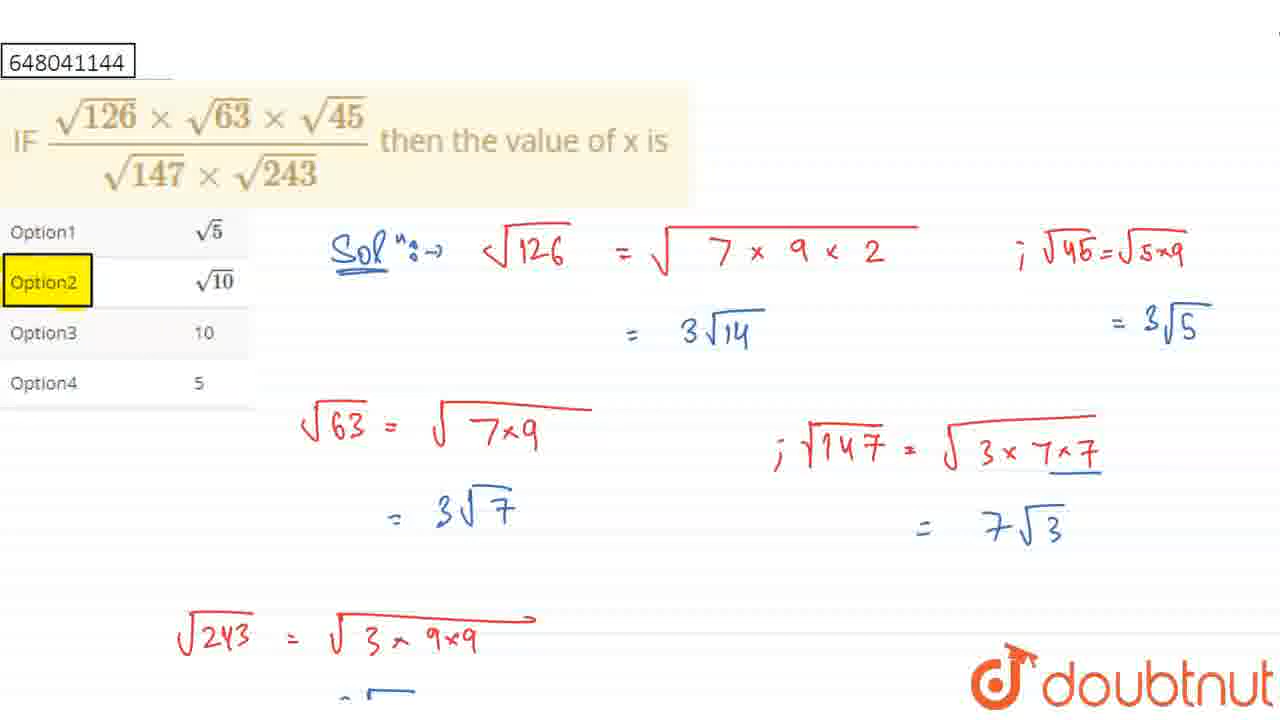 648041144
IF (√126 × √63 × √45) / (√147 × √243) then the value of x is
Option1 √5
Option2 √10
Option3 10
Option4 5
Solⁿ:→ √126 = √7 × 9 × 2 ; √45 = √5×9
= 3√14 = 3√5
√63 = √7×9 ; √147 = √3 × 7 × 7
= 3√7 = 7√3
√243 = √3 × 9×9
doubtnut